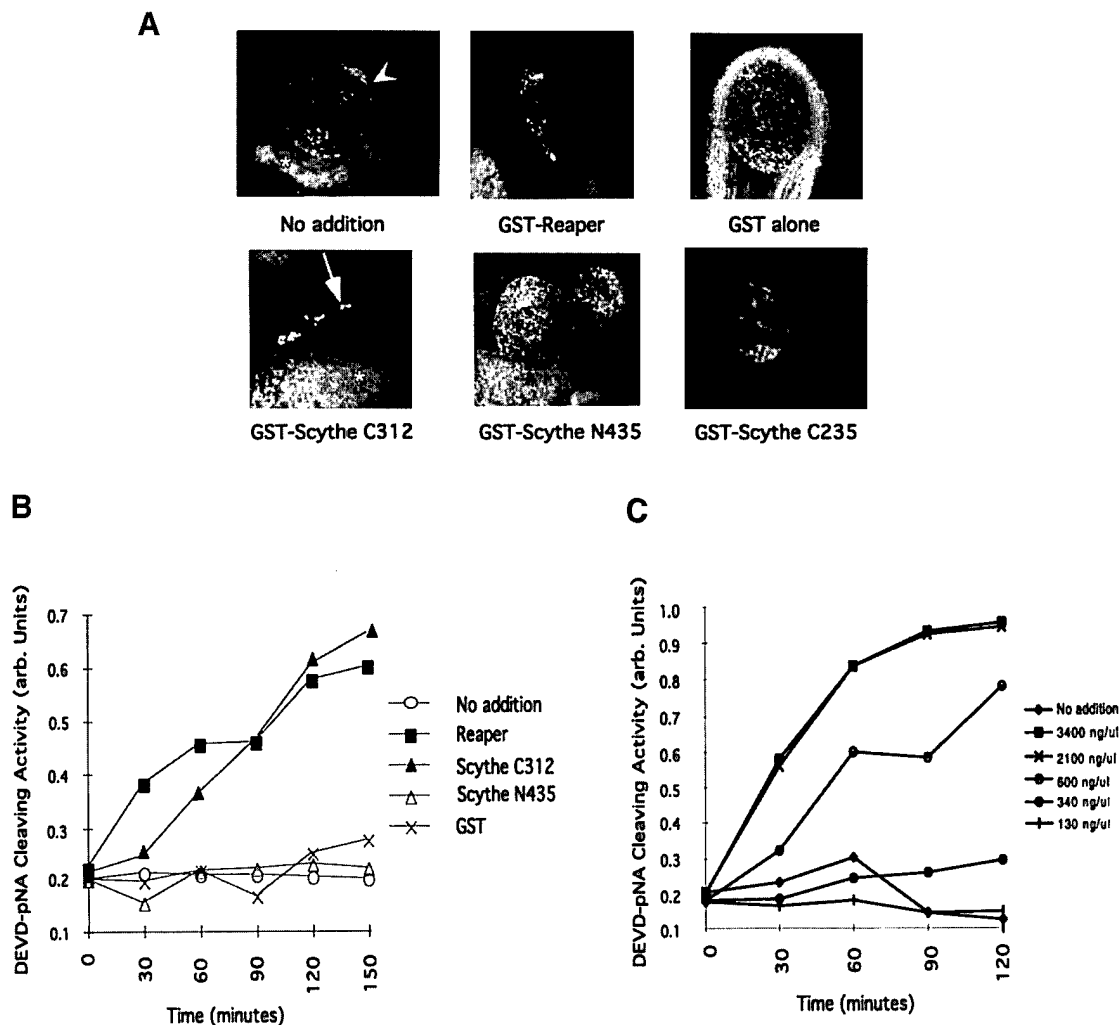 A
No addition
GST-Reaper
GST alone
GST-Scythe C312
GST-Scythe N435
GST-Scythe C235
B
DEVD-pNA Cleaving Activity (arb. Units)
0.7
0.6
0.5
0.4
0.3
0.2
0.1
0
30
60
90
120
150
Time (minutes)
No addition
Reaper
Scythe C312
Scythe N435
GST
C
DEVD-pNA Cleaving Activity (arb. Units)
1.0
0.9
0.8
0.7
0.6
0.5
0.4
0.3
0.2
0.1
0
30
60
90
120
Time (minutes)
No addition
3400 ng/ul
2100 ng/ul
600 ng/ul
340 ng/ul
130 ng/ul